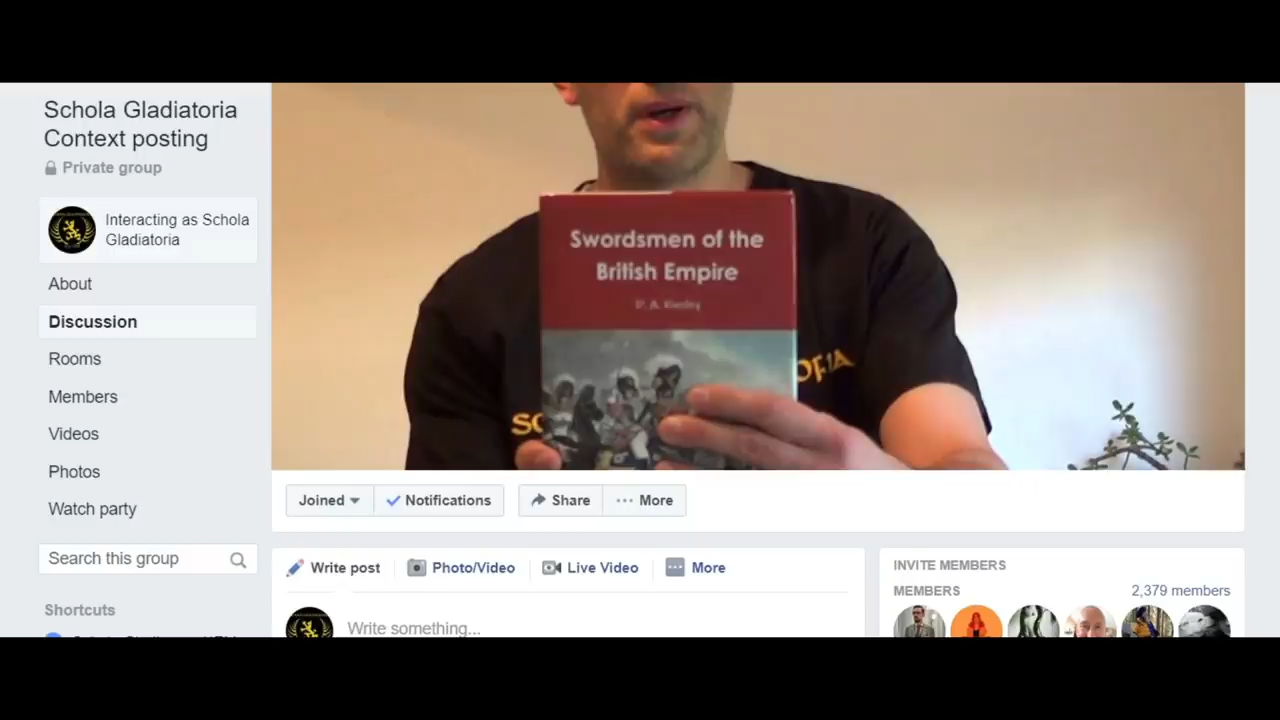 Schola Gladiatoria
Context posting
Private group
Interacting as Schola
Gladiatoria
About
Discussion
Rooms
Members
Videos
Photos
Watch party
Search this group
Shortcuts
Swordsmen of the
British Empire
D. A. Kinsley
Joined
Notifications
Share
More
Write post
Photo/Video
Live Video
More
Write something...
INVITE MEMBERS
MEMBERS
2,379 members